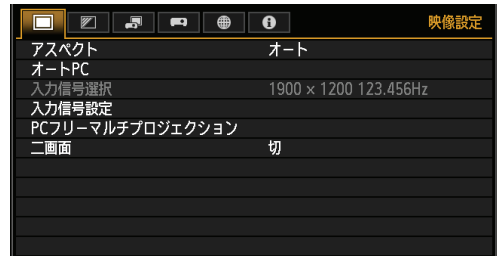 映像設定
アスペクト オート
オートPC
入力信号選択 1900 × 1200 123.456Hz
入力信号設定
PCフリーマルチプロジェクション
二画面 切